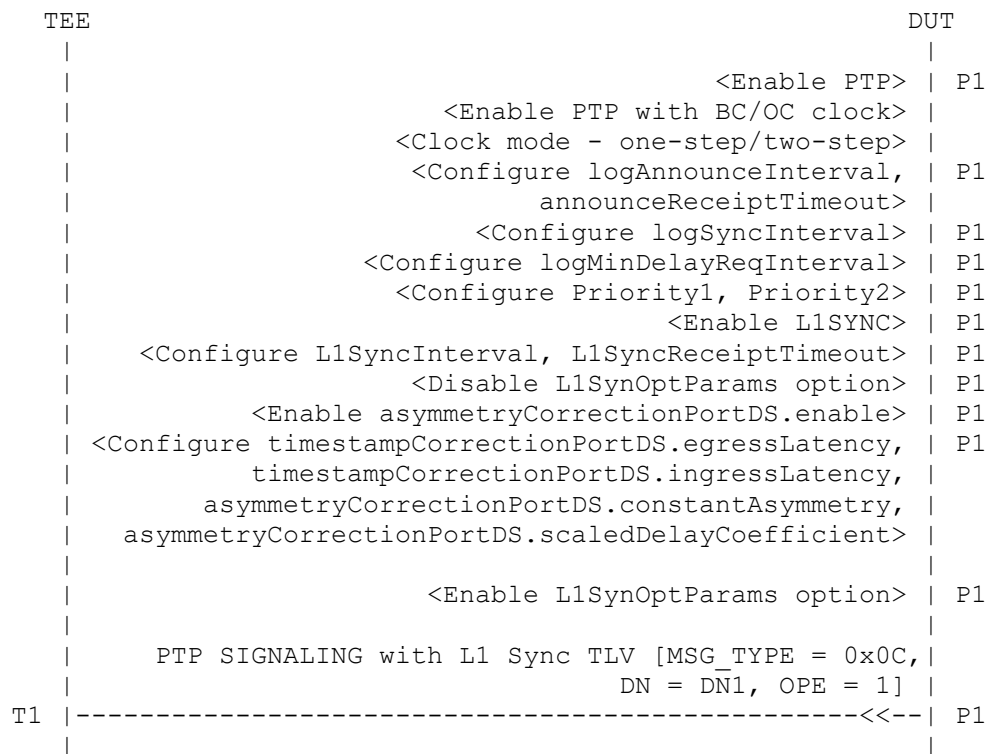 TEE DUT
| |
| <Enable PTP> | P1
| <Enable PTP with BC/OC clock> |
| <Clock mode - one-step/two-step> |
| <Configure logAnnounceInterval, | P1
| announceReceiptTimeout> |
| <Configure logSyncInterval> | P1
| <Configure logMinDelayReqInterval> | P1
| <Configure Priority1, Priority2> | P1
| <Enable L1SYNC> | P1
| <Configure L1SyncInterval, L1SyncReceiptTimeout> | P1
| <Disable L1SynOptParams option> | P1
| <Enable asymmetryCorrectionPortDS.enable> | P1
| <Configure timestampCorrectionPortDS.egressLatency, | P1
| timestampCorrectionPortDS.ingressLatency, |
| asymmetryCorrectionPortDS.constantAsymmetry, |
| asymmetryCorrectionPortDS.scaledDelayCoefficient> |
| |
| <Enable L1SynOptParams option> | P1
| |
| PTP SIGNALING with L1 Sync TLV [MSG_TYPE = 0x0C, |
| DN = DN1, OPE = 1] |
T1 |-------------------------------------------------<<--| P1
| |